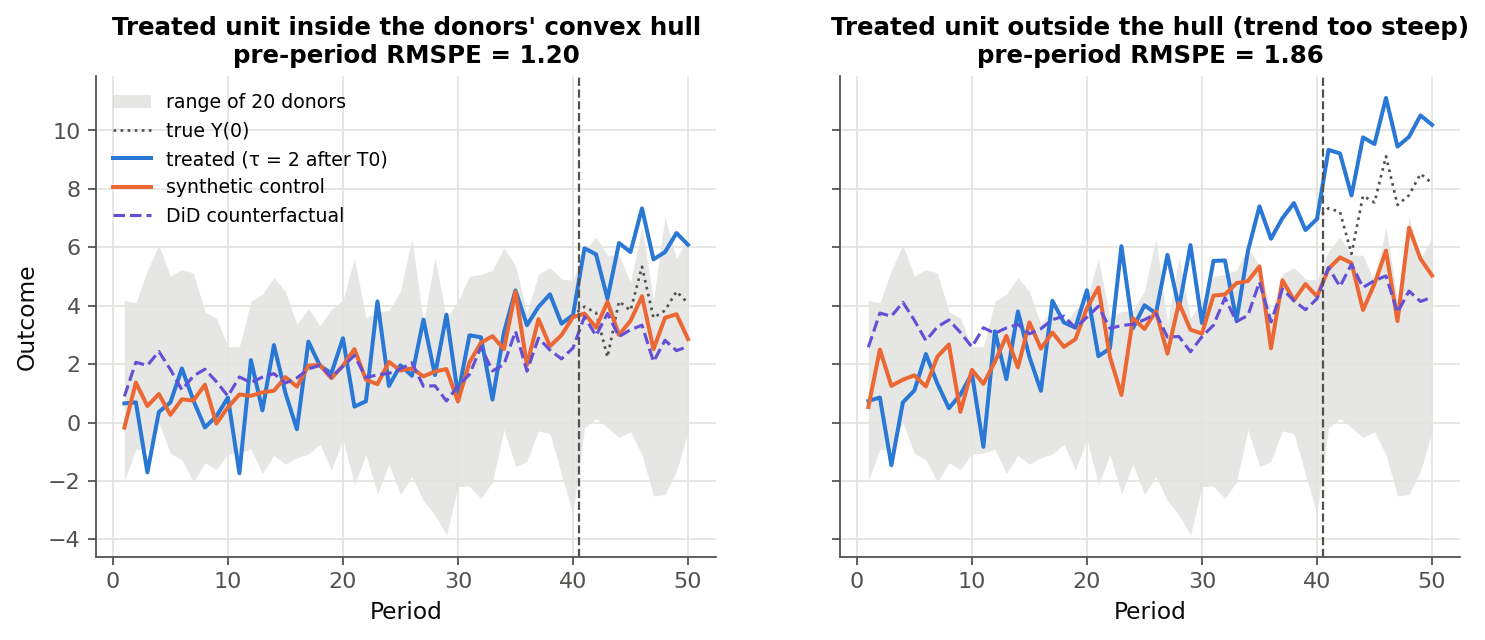 Treated unit inside the donors' convex hull
pre-period RMSPE = 1.20
Treated unit outside the hull (trend too steep)
pre-period RMSPE = 1.86
range of 20 donors
true Y(0)
treated (τ = 2 after T0)
synthetic control
DiD counterfactual
Outcome
10
8
6
4
2
0
−2
−4
0 10 20 30 40 50
0 10 20 30 40 50
Period
Period